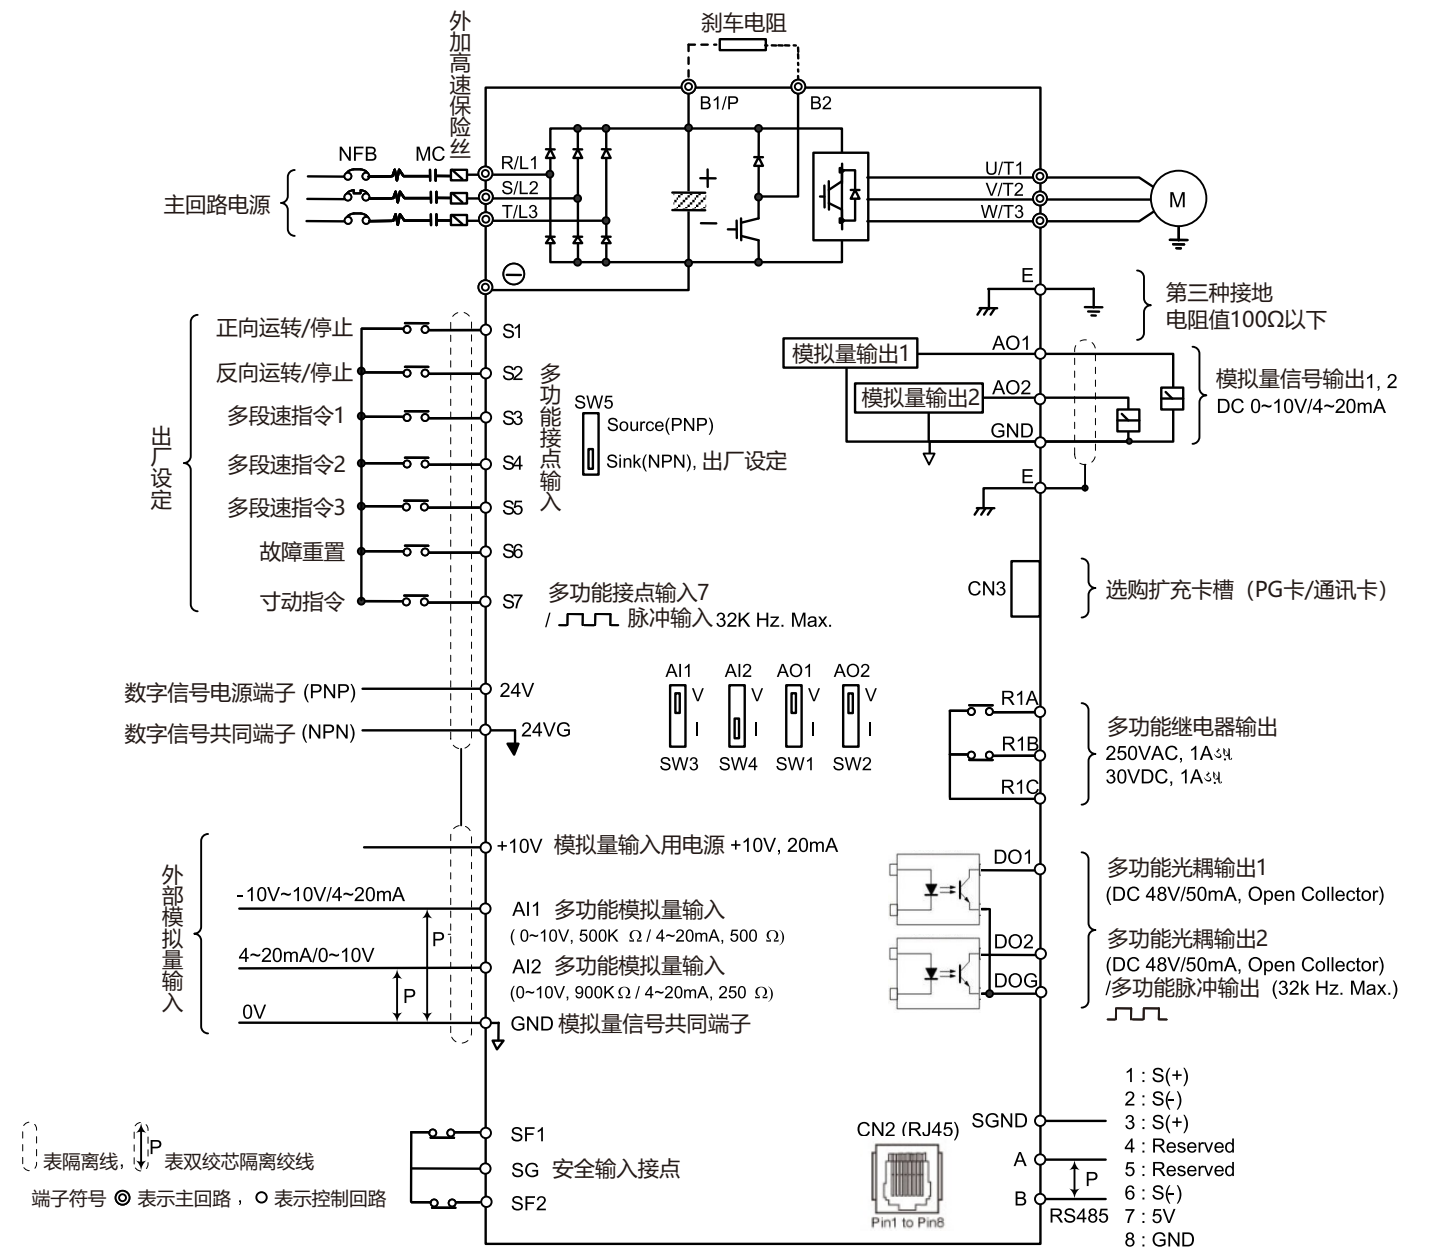 外加高速保险丝
刹车电阻
B1/P
B2
NFB
MC
R/L1
S/L2
T/L3
主回路电源
+
−
U/T1
V/T2
W/T3
M
E
第三种接地
电阻值100Ω以下
出厂设定
正向运转/停止
S1
反向运转/停止
S2
多段速指令1
S3
多段速指令2
S4
多段速指令3
S5
故障重置
S6
寸动指令
S7
多功能接点输入
SW5
Source(PNP)
Sink(NPN), 出厂设定
多功能接点输入7
/ 脉冲输入 32K Hz. Max.
模拟量输出1
AO1
模拟量输出2
AO2
GND
模拟量信号输出1, 2
DC 0~10V/4~20mA
E
CN3
选购扩充卡槽（PG卡/通讯卡）
数字信号电源端子 (PNP)
24V
数字信号共同端子 (NPN)
24VG
AI1 AI2 AO1 AO2
V V V V
I I I I
SW3 SW4 SW1 SW2
R1A
R1B
R1C
多功能继电器输出
250VAC, 1A
30VDC, 1A
外部模拟量输入
+10V 模拟量输入用电源 +10V, 20mA
-10V~10V/4~20mA
AI1 多功能模拟量输入
( 0~10V, 500K Ω / 4~20mA, 500 Ω)
P
4~20mA/0~10V
AI2 多功能模拟量输入
(0~10V, 900KΩ / 4~20mA, 250 Ω)
P
0V
GND 模拟量信号共同端子
DO1
多功能光耦输出1
(DC 48V/50mA, Open Collector)
DO2
DOG
多功能光耦输出2
(DC 48V/50mA, Open Collector)
/多功能脉冲输出 (32k Hz. Max.)
SF1
SG 安全输入接点
SF2
表隔离线,
P 表双绞芯隔离绞线
端子符号 ◎ 表示主回路 , ○ 表示控制回路
CN2 (RJ45)
Pin1 to Pin8
SGND
A
P
B
RS485
1 : S(+)
2 : S(-)
3 : S(+)
4 : Reserved
5 : Reserved
6 : S(-)
7 : 5V
8 : GND